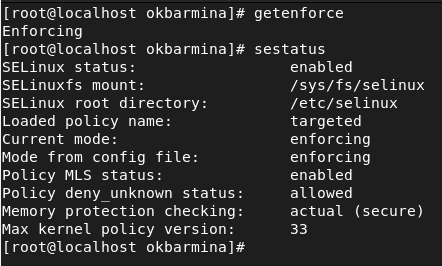 [root@localhost okbarmina]# getenforce
Enforcing
[root@localhost okbarmina]# sestatus
SELinux status:                 enabled
SELinuxfs mount:                /sys/fs/selinux
SELinux root directory:         /etc/selinux
Loaded policy name:             targeted
Current mode:                   enforcing
Mode from config file:          enforcing
Policy MLS status:              enabled
Policy deny_unknown status:     allowed
Memory protection checking:     actual (secure)
Max kernel policy version:      33
[root@localhost okbarmina]#